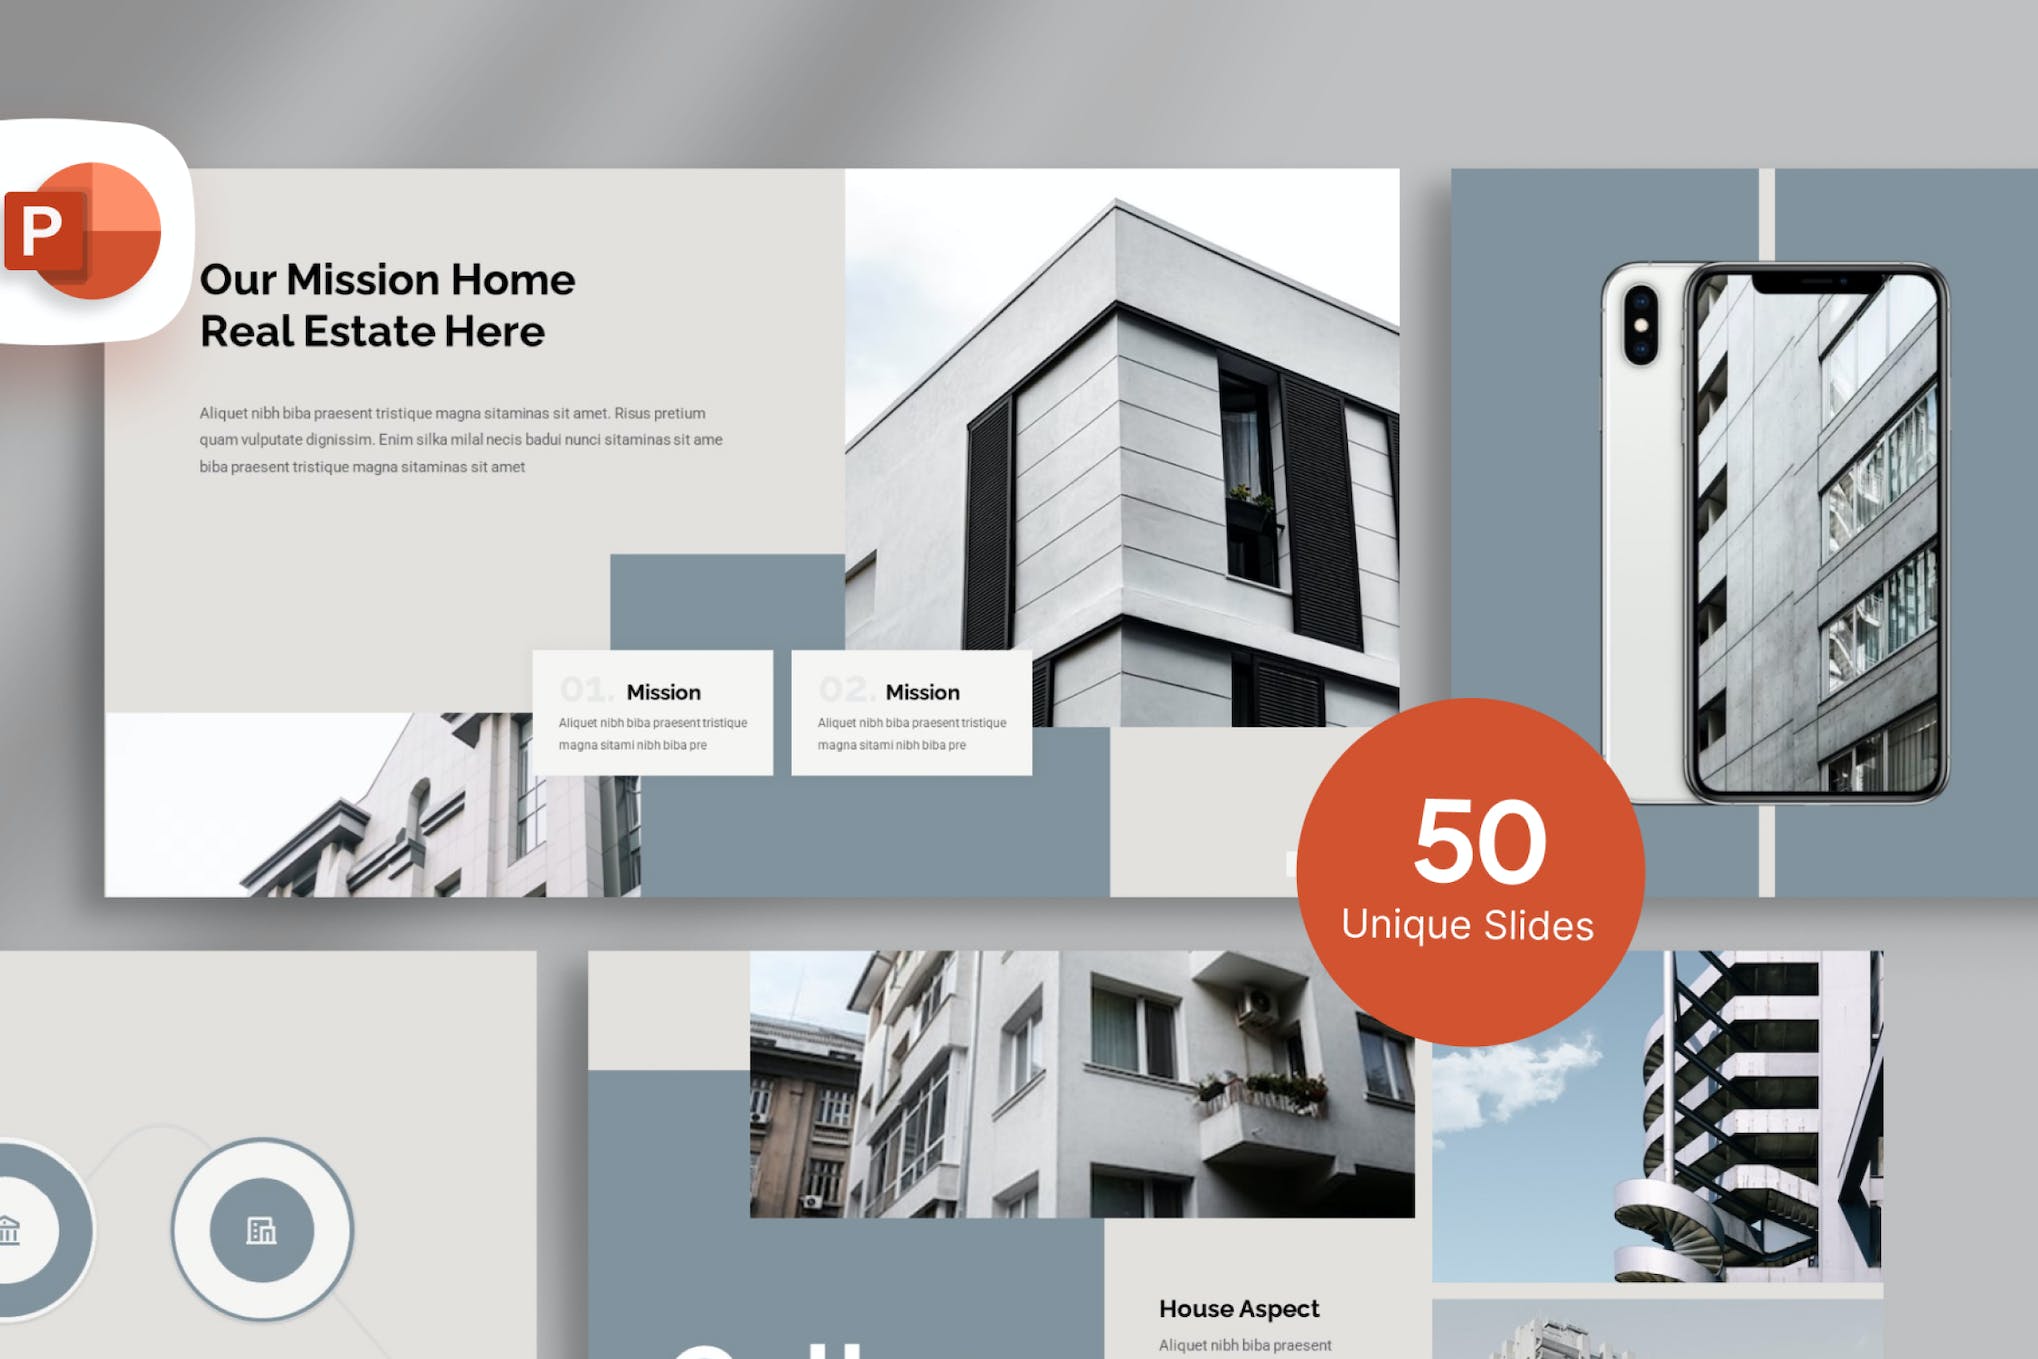 P
Our Mission Home
Real Estate Here
Aliquet nibh biba praesent tristique magna sitaminas sit amet. Risus pretium
quam vulputate dignissim. Enim silka milal necis badui nunci sitaminas sit ame
biba praesent tristique magna sitaminas sit amet
01. Mission
Aliquet nibh biba praesent tristique
magna sitami nibh biba pre
02. Mission
Aliquet nibh biba praesent tristique
magna sitami nibh biba pre
50
Unique Slides
House Aspect
Aliquet nibh biba praesent